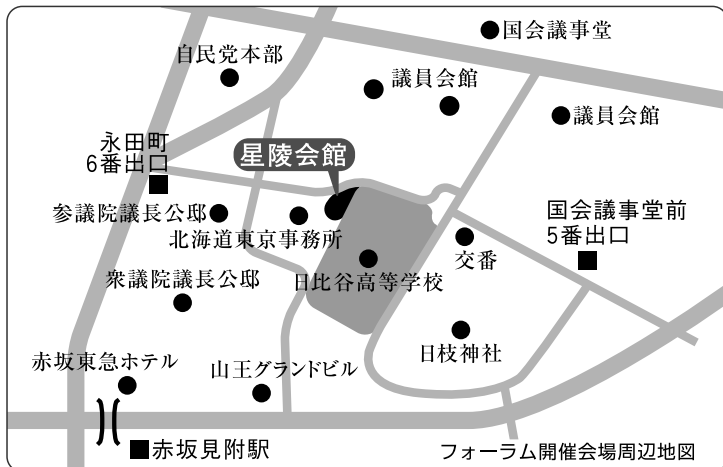 国会議事堂
自民党本部
議員会館
議員会館
永田町
6番出口
星陵会館
参議院議長公邸
北海道東京事務所
国会議事堂前
5番出口
交番
日比谷高等学校
衆議院議長公邸
日枝神社
赤坂東急ホテル
山王グランドビル
赤坂見附駅
フォーラム開催会場周辺地図